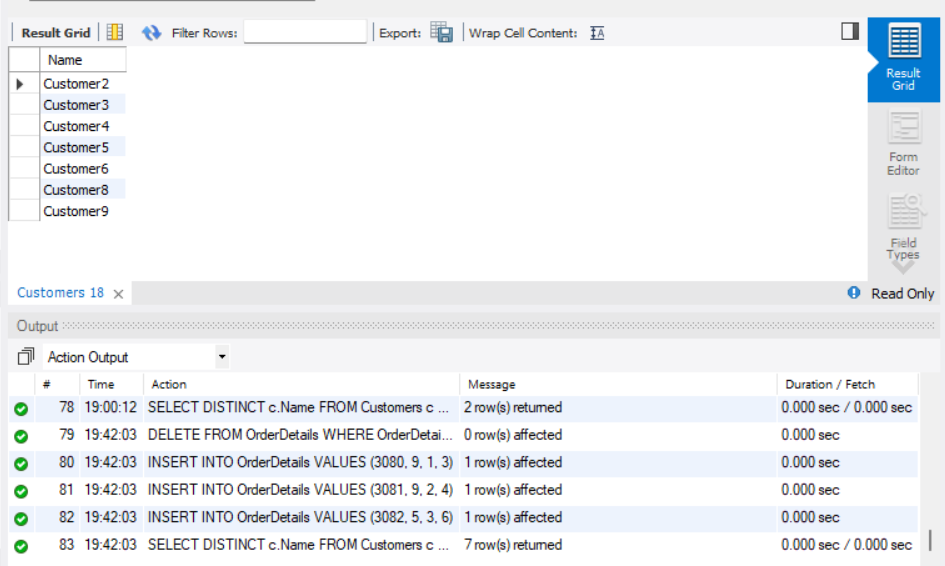 Result Grid Filter Rows: Export: Wrap Cell Content: IA
Result Grid
Name
Customer2
Customer3
Customer4
Customer5
Customer6
Customer8
Customer9
Form Editor
Field Types
Customers 18 × Read Only
Output
Action Output
# Time Action Message Duration / Fetch
78 19:00:12 SELECT DISTINCT c.Name FROM Customers c ... 2 row(s) returned 0.000 sec / 0.000 sec
79 19:42:03 DELETE FROM OrderDetails WHERE OrderDetai... 0 row(s) affected 0.000 sec
80 19:42:03 INSERT INTO OrderDetails VALUES (3080, 9, 1, 3) 1 row(s) affected 0.000 sec
81 19:42:03 INSERT INTO OrderDetails VALUES (3081, 9, 2, 4) 1 row(s) affected 0.000 sec
82 19:42:03 INSERT INTO OrderDetails VALUES (3082, 5, 3, 6) 1 row(s) affected 0.000 sec
83 19:42:03 SELECT DISTINCT c.Name FROM Customers c ... 7 row(s) returned 0.000 sec / 0.000 sec